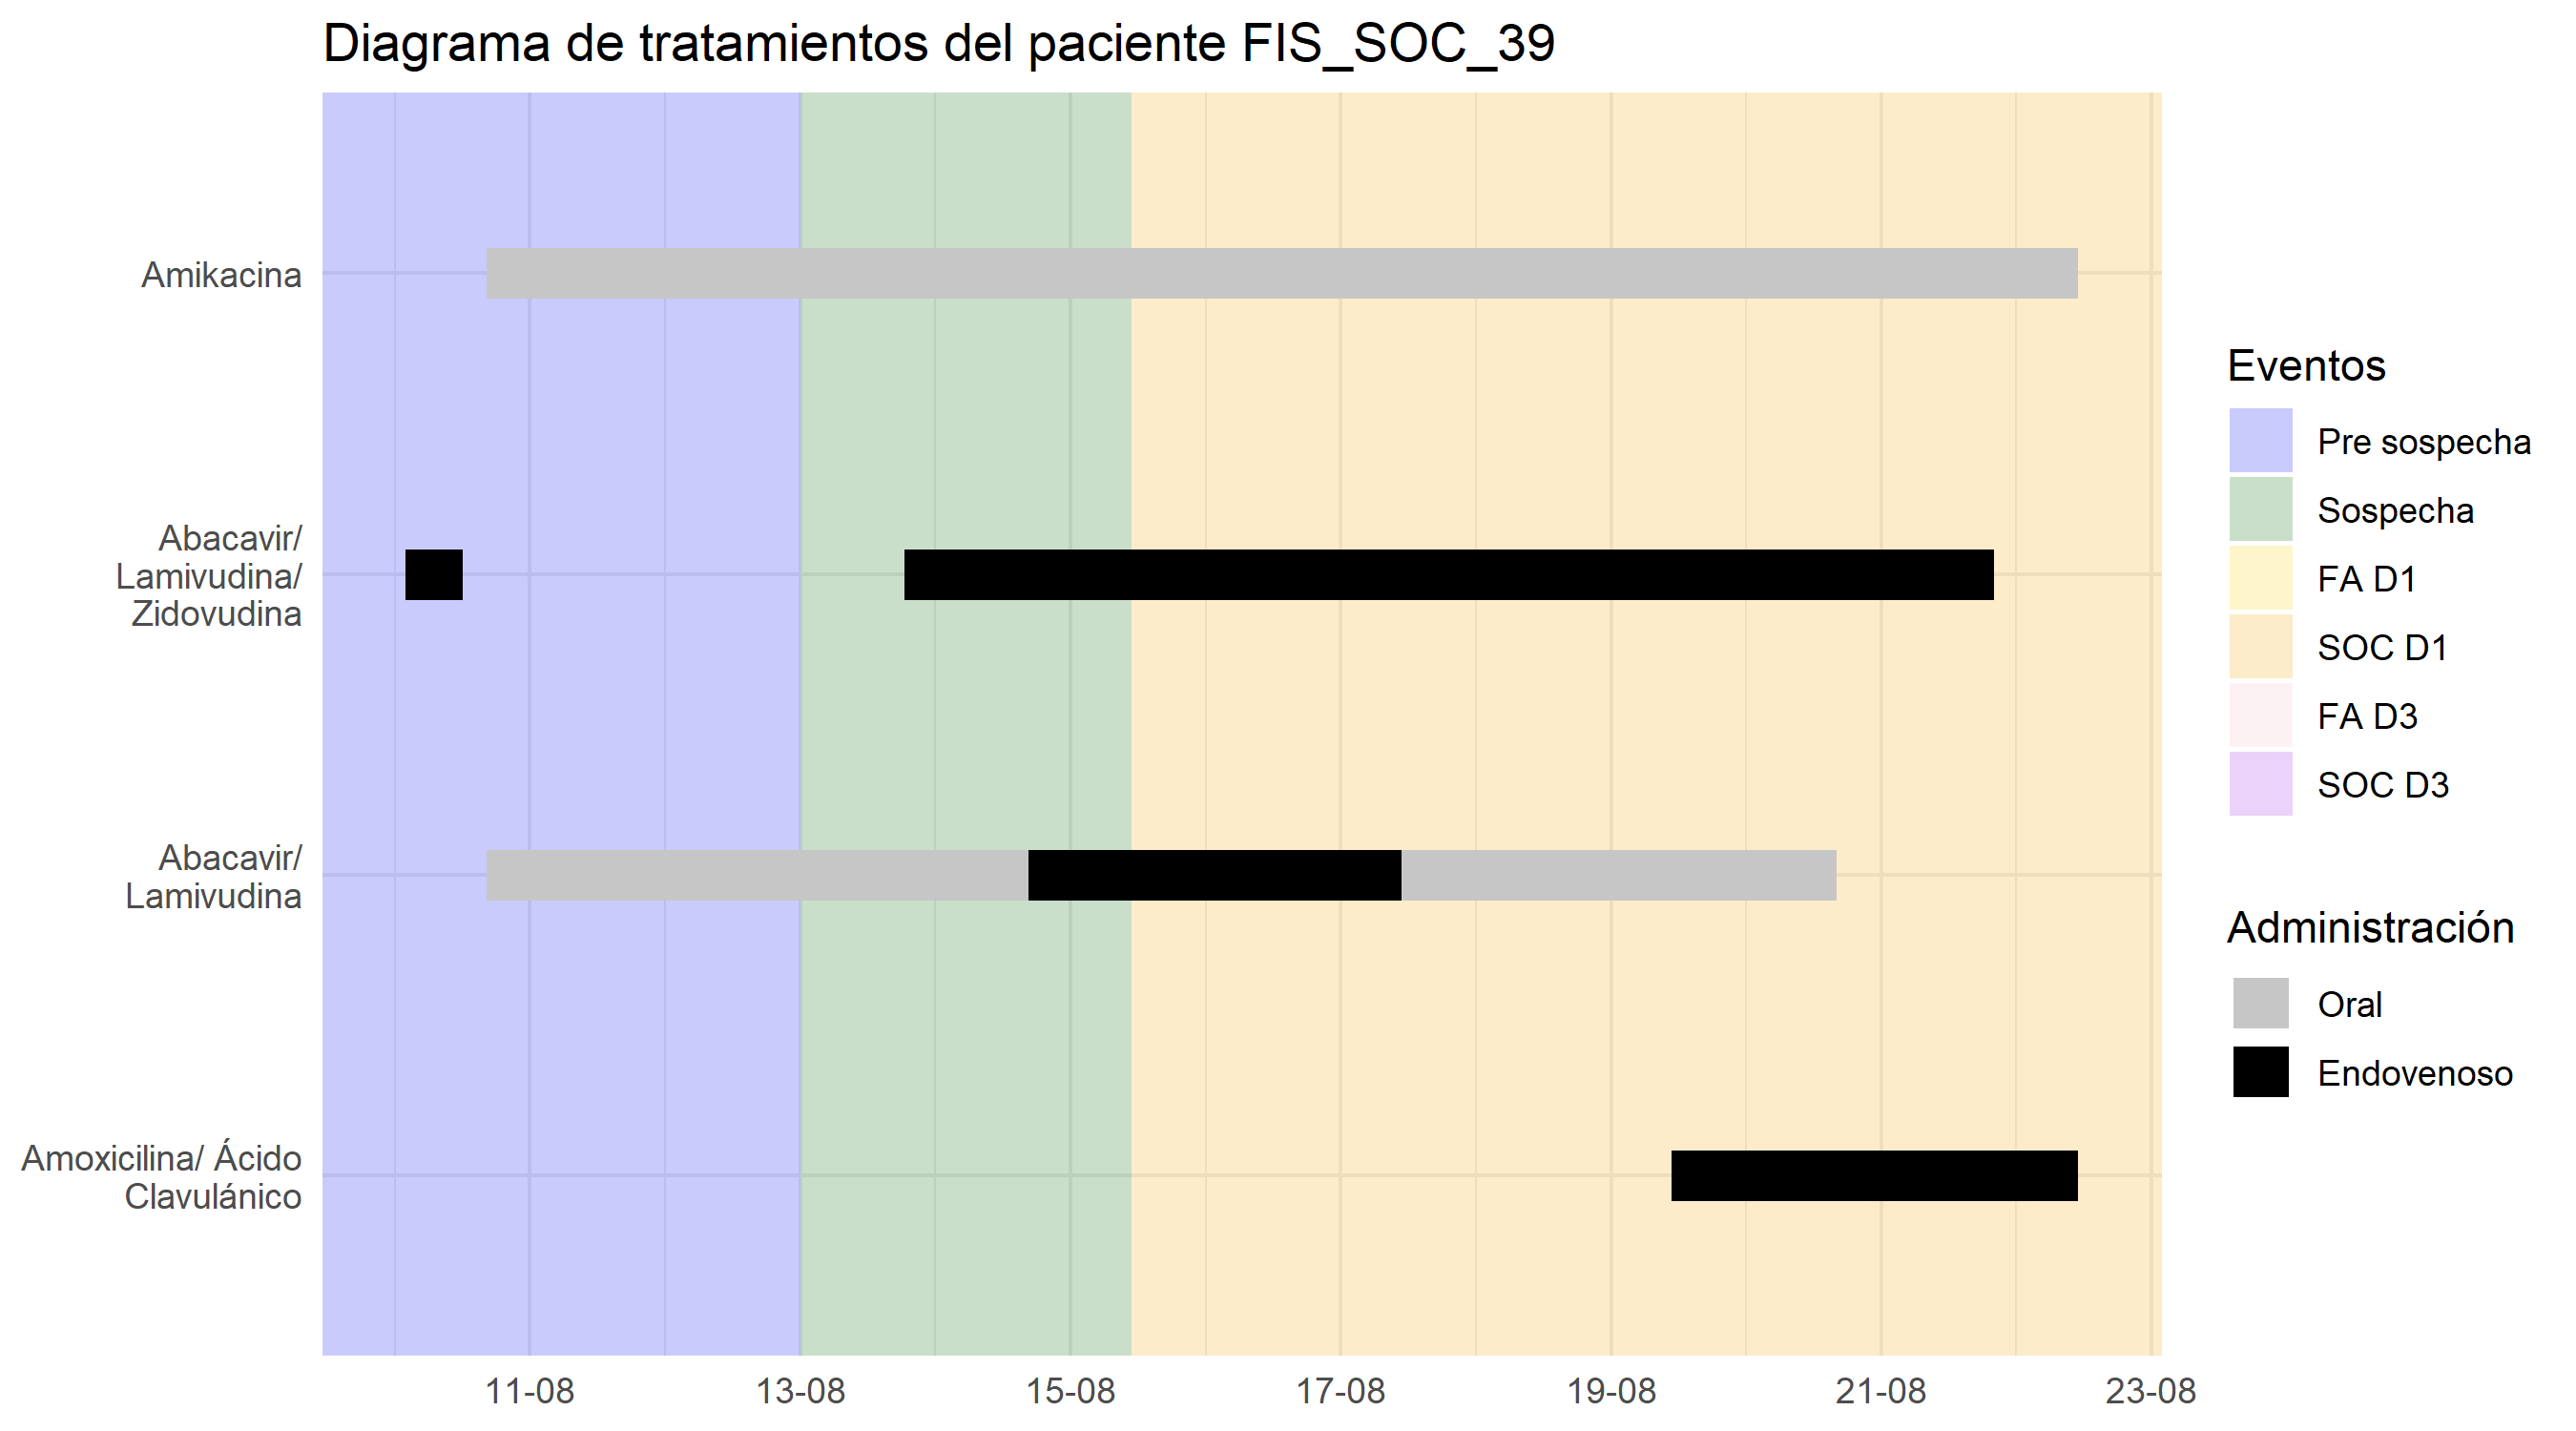 Diagrama de tratamientos del paciente FIS_SOC_39
Amikacina
Abacavir/
Lamivudina/
Zidovudina
Abacavir/
Lamivudina
Amoxicilina/ Ácido
Clavulánico
11-08
13-08
15-08
17-08
19-08
21-08
23-08
Eventos
Pre sospecha
Sospecha
FA D1
SOC D1
FA D3
SOC D3
Administración
Oral
Endovenoso